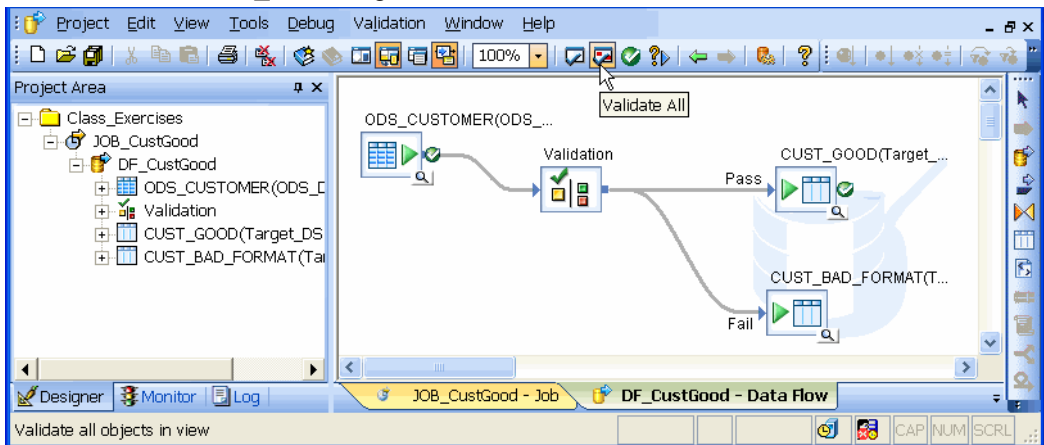 Project Edit View Tools Debug Validation Window Help
100%
Project Area
Validate All
Class_Exercises
JOB_CustGood
DF_CustGood
ODS_CUSTOMER(ODS_D
Validation
CUST_GOOD(Target_DS
CUST_BAD_FORMAT(Tar
ODS_CUSTOMER(ODS_...
Validation
CUST_GOOD(Target_...
Pass
CUST_BAD_FORMAT(T...
Fail
Designer Monitor Log
JOB_CustGood - Job DF_CustGood - Data Flow
Validate all objects in view
CAP NUM SCRL